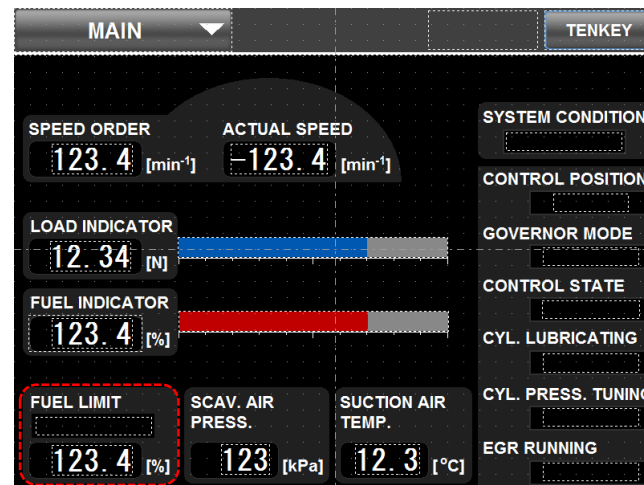 MAIN
TENKEY
SPEED ORDER
123.4 [min-1]
ACTUAL SPEED
-123.4 [min-1]
LOAD INDICATOR
12.34 [N]
FUEL INDICATOR
123.4 [%]
FUEL LIMIT
123.4 [%]
SCAV. AIR
PRESS.
123 [kPa]
SUCTION AIR
TEMP.
12.3 [°C]
SYSTEM CONDITION
CONTROL POSITION
GOVERNOR MODE
CONTROL STATE
CYL. LUBRICATING
CYL. PRESS. TUNING
EGR RUNNING